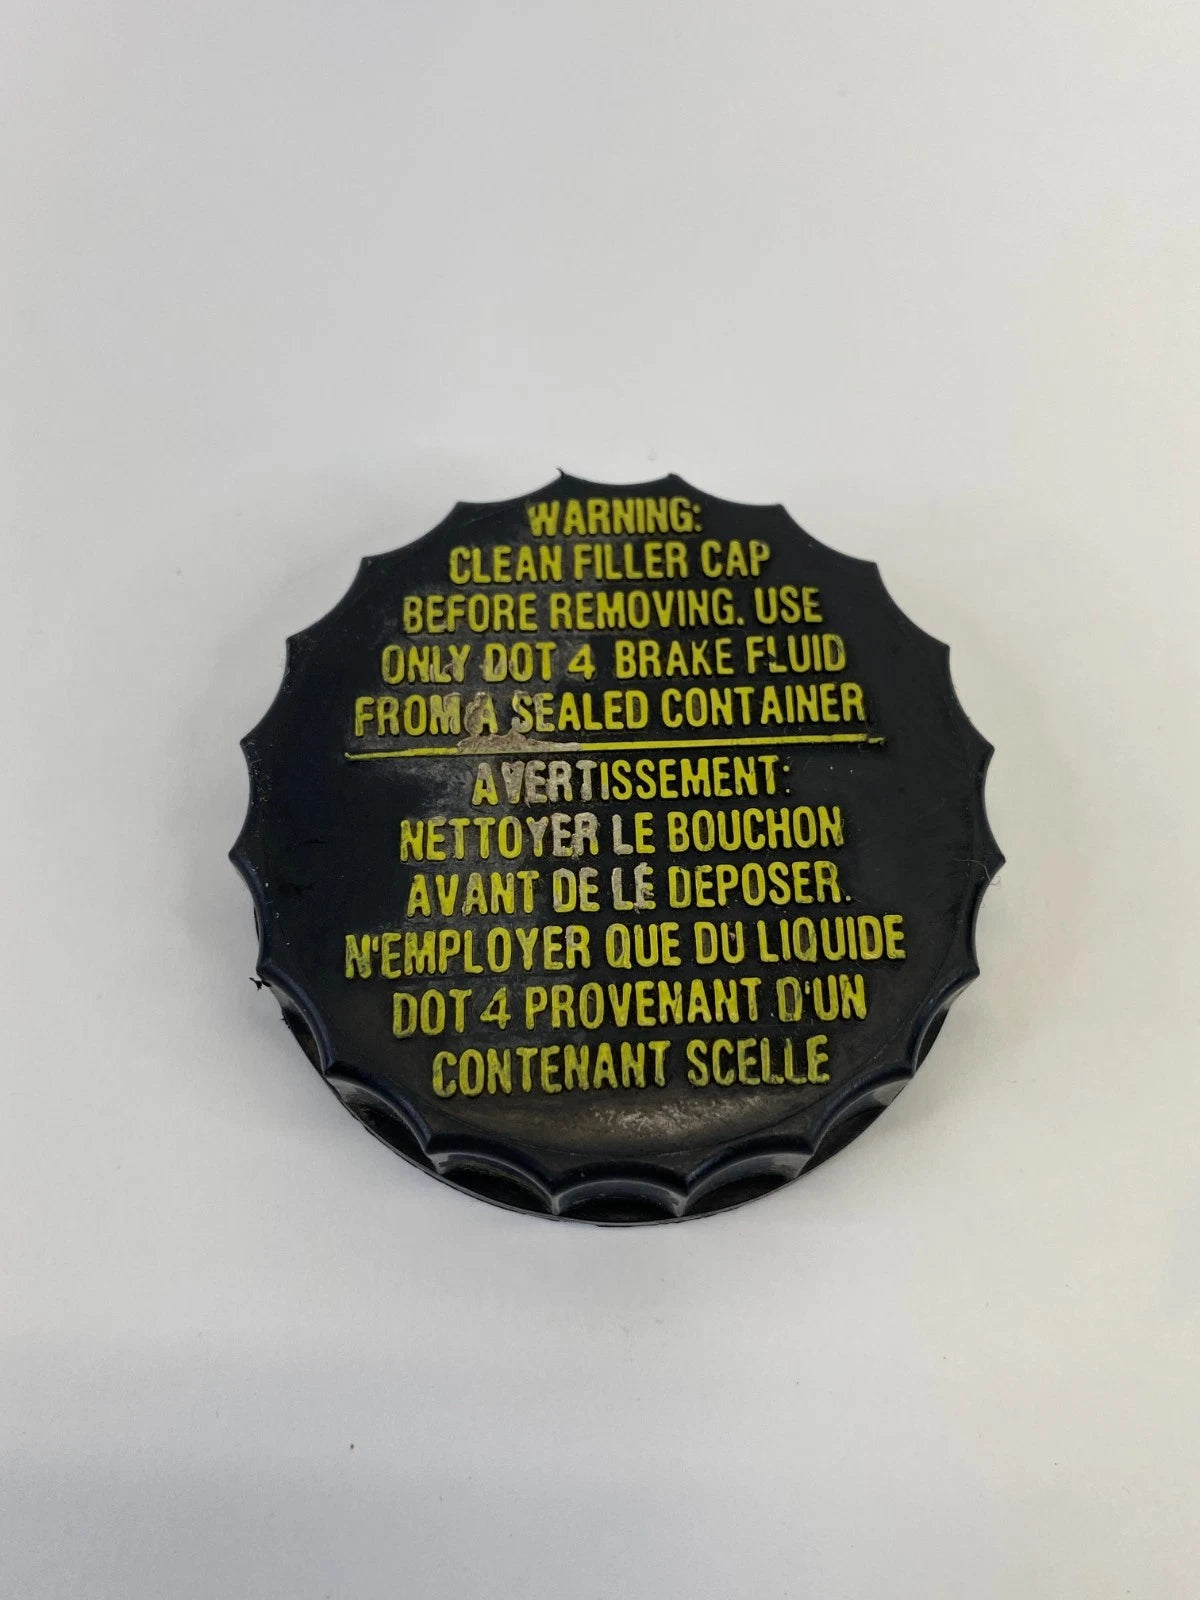 WARNING:
CLEAN FILLER CAP
BEFORE REMOVING. USE
ONLY DOT 4 BRAKE FLUID
FROM A SEALED CONTAINER
AVERTISSEMENT:
NETTOYER LE BOUCHON
AVANT DE LE DEPOSER.
N'EMPLOYER QUE DU LIQUIDE
DOT 4 PROVENANT D'UN
CONTENANT SCELLE